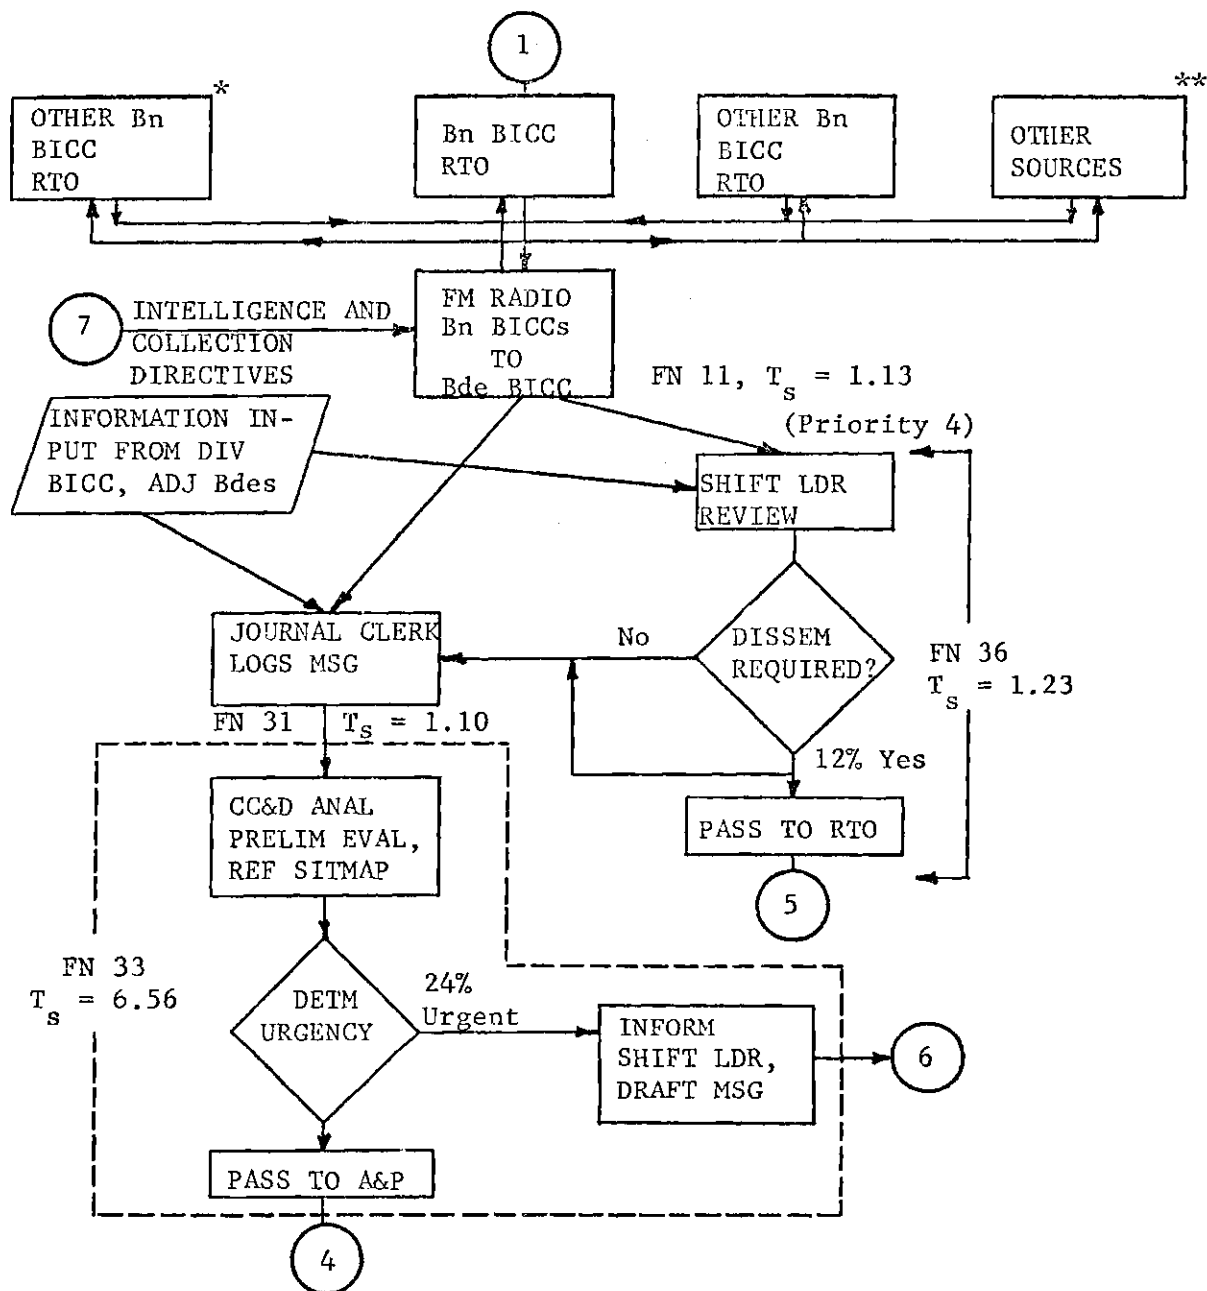 1
*
**
OTHER Bn
BICC
RTO
Bn BICC
RTO
OTHER Bn
BICC
RTO
OTHER
SOURCES
7
INTELLIGENCE AND
COLLECTION
DIRECTIVES
FM RADIO
Bn BICCs
TO
Bde BICC
FN 11, Ts = 1.13
(Priority 4)
INFORMATION IN-
PUT FROM DIV
BICC, ADJ Bdes
SHIFT LDR
REVIEW
JOURNAL CLERK
LOGS MSG
No
DISSEM
REQUIRED?
FN 36
Ts = 1.23
FN 31 Ts = 1.10
12% Yes
CC&D ANAL
PRELIM EVAL,
REF SITMAP
PASS TO RTO
5
FN 33
Ts = 6.56
DETM
URGENCY
24%
Urgent
INFORM
SHIFT LDR,
DRAFT MSG
6
PASS TO A&P
4